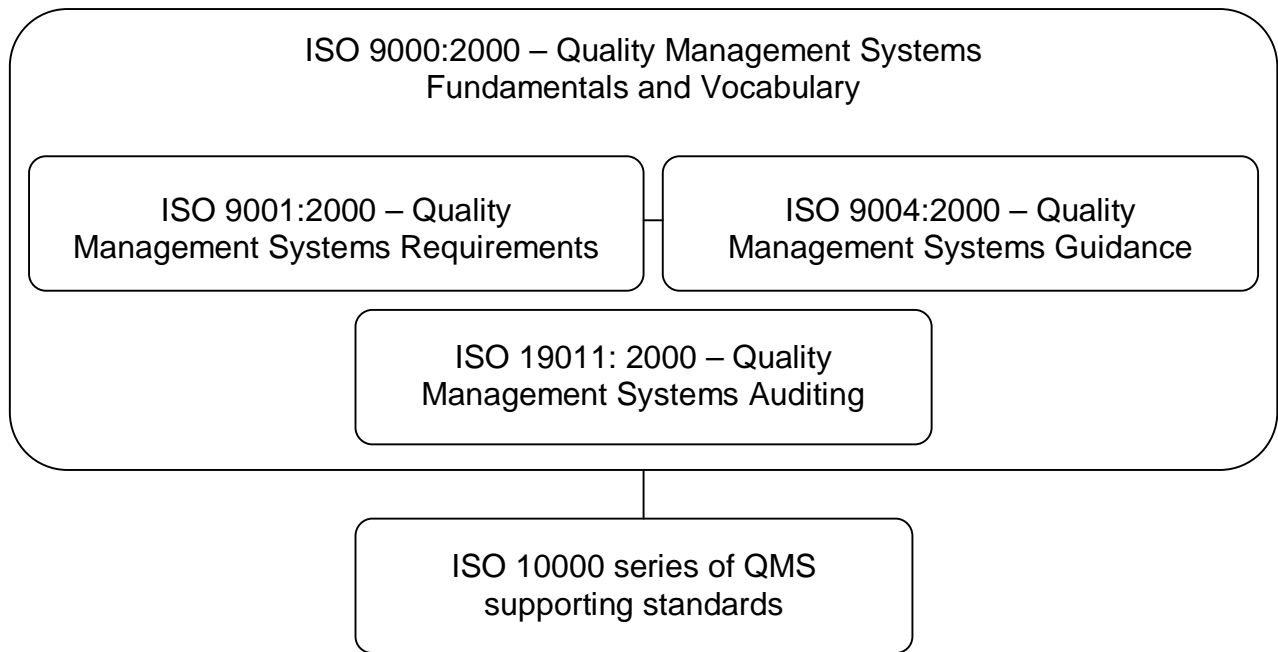 ISO 9000:2000 – Quality Management Systems
Fundamentals and Vocabulary
ISO 9001:2000 – Quality
Management Systems Requirements
ISO 9004:2000 – Quality
Management Systems Guidance
ISO 19011: 2000 – Quality
Management Systems Auditing
ISO 10000 series of QMS
supporting standards